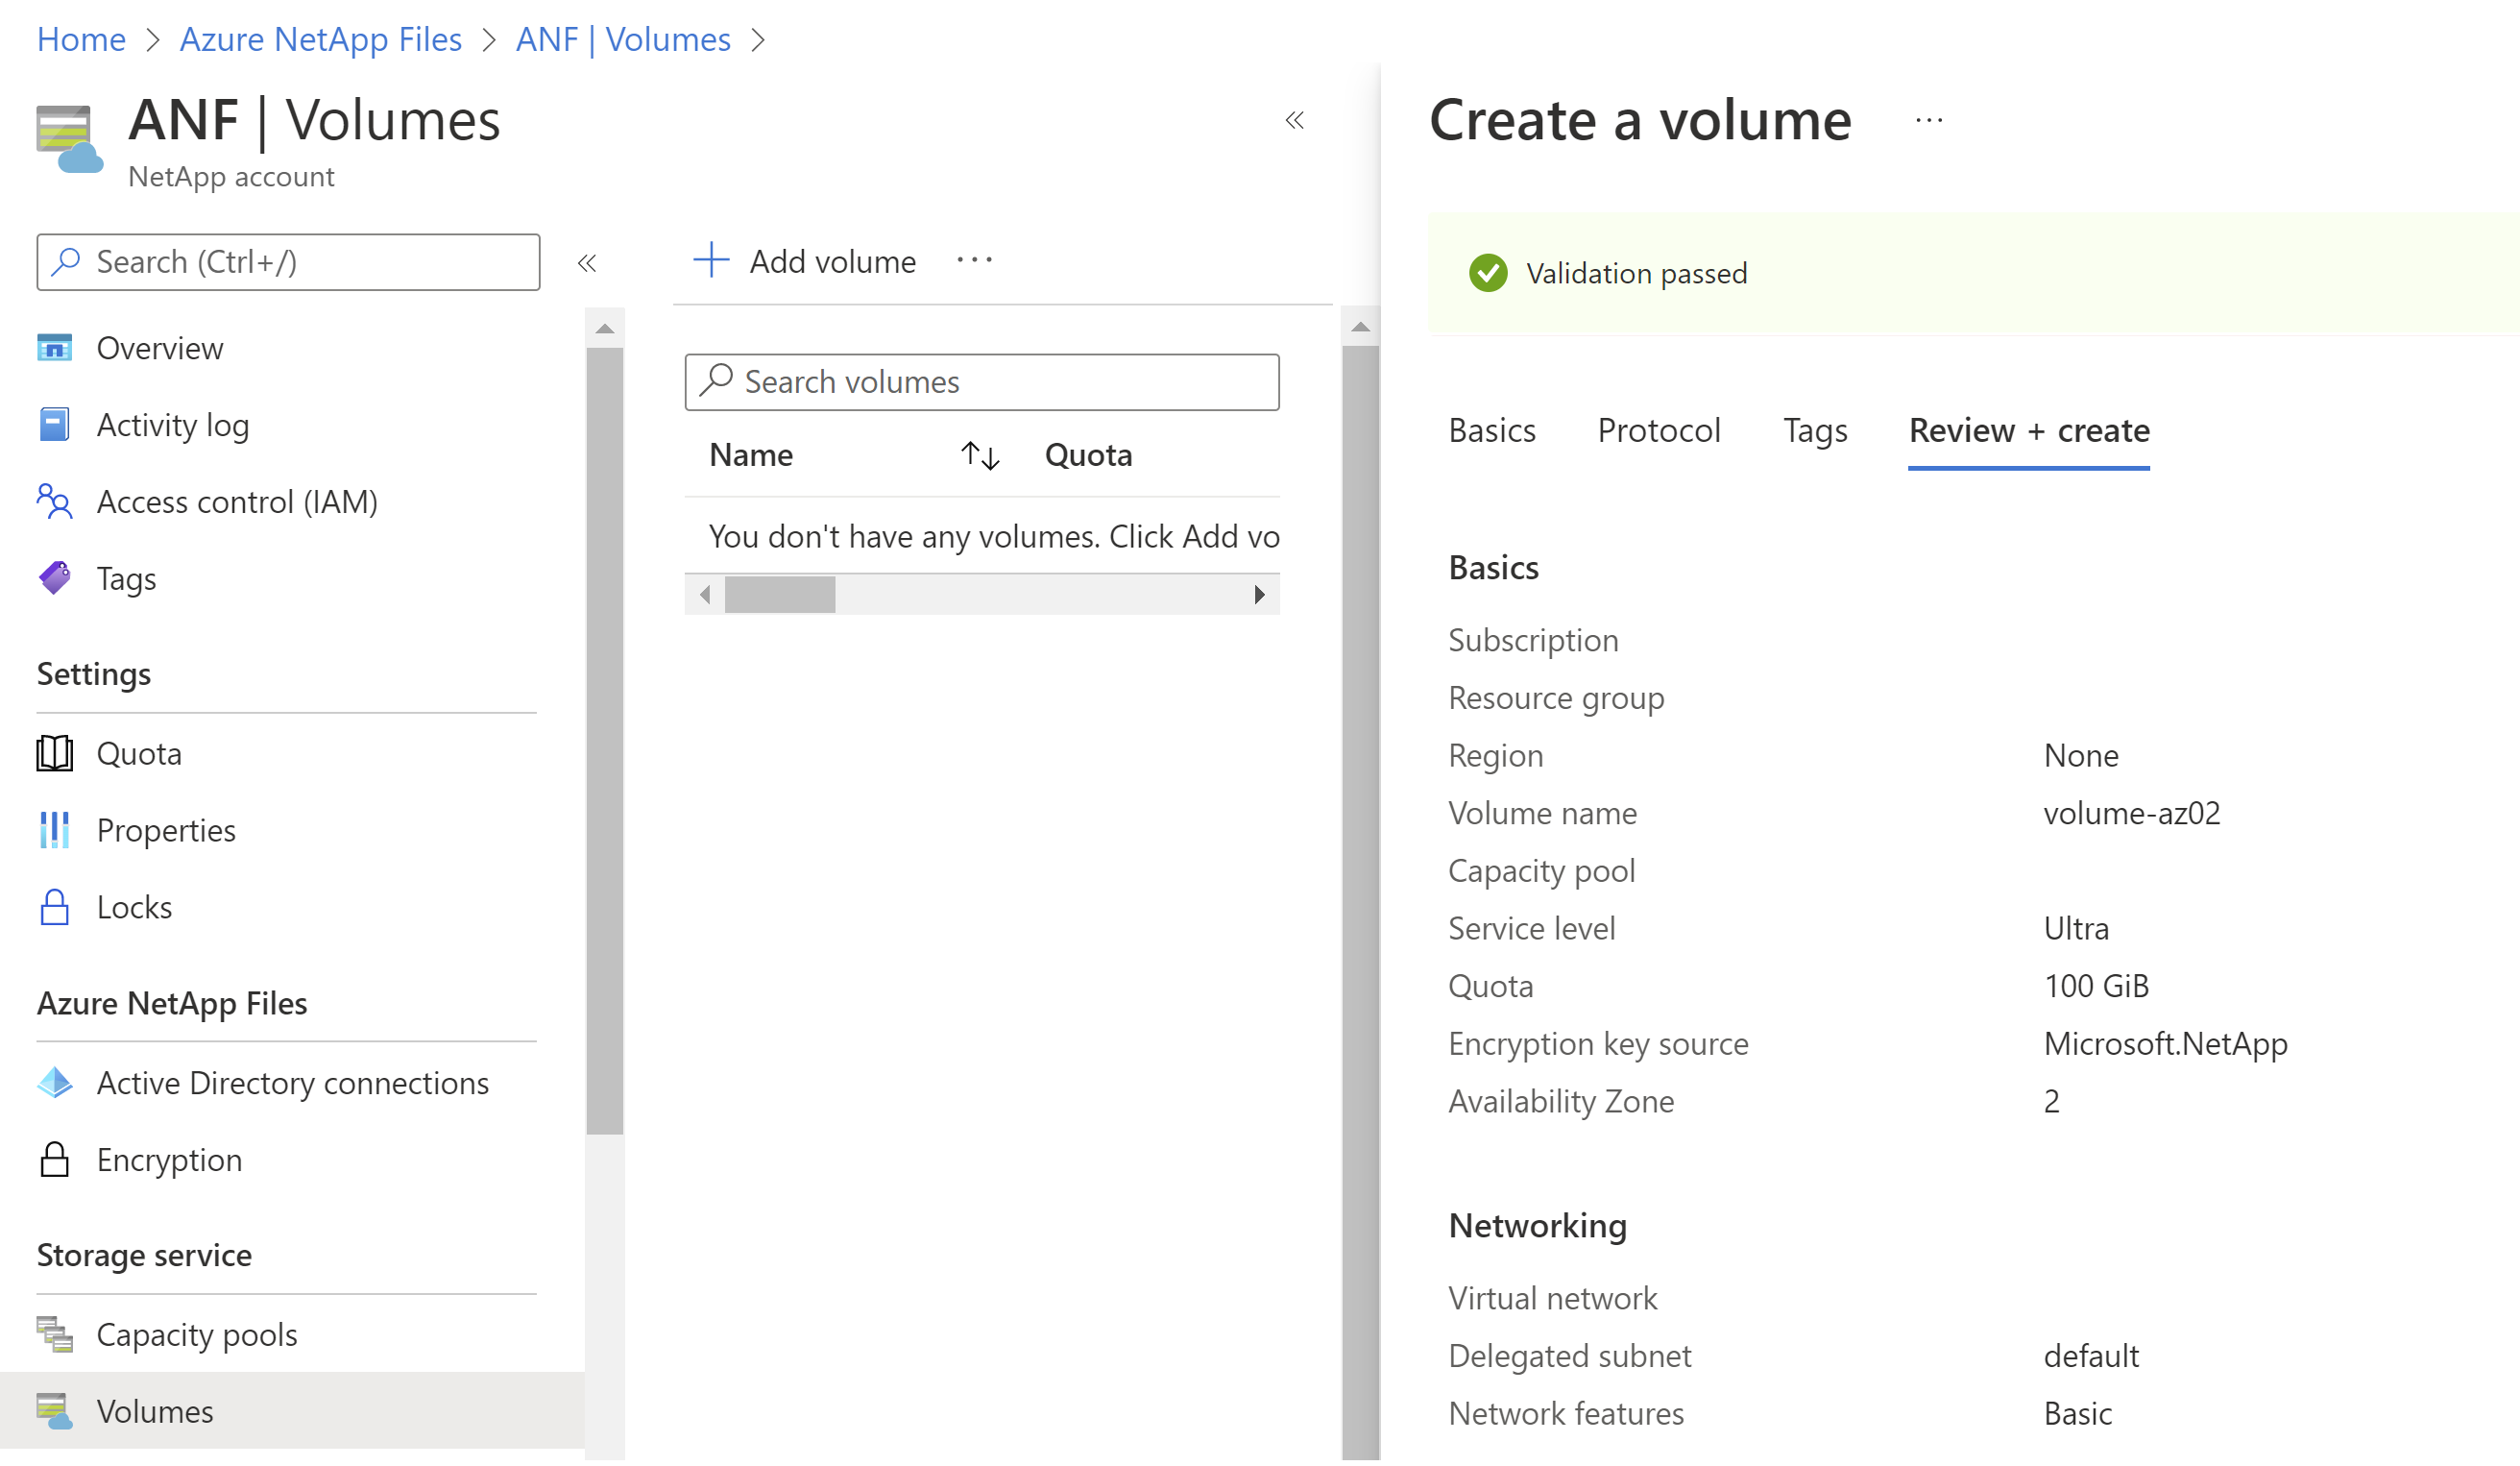 Home > Azure NetApp Files > ANF | Volumes >
ANF | Volumes
NetApp account
Search (Ctrl+/)
Overview
Activity log
Access control (IAM)
Tags
Settings
Quota
Properties
Locks
Azure NetApp Files
Active Directory connections
Encryption
Storage service
Capacity pools
Volumes
Add volume ...
Search volumes
Name Quota
You don't have any volumes. Click Add vo
Create a volume ...
Validation passed
Basics Protocol Tags Review + create
Basics
Subscription
Resource group
Region None
Volume name volume-az02
Capacity pool
Service level Ultra
Quota 100 GiB
Encryption key source Microsoft.NetApp
Availability Zone 2
Networking
Virtual network
Delegated subnet default
Network features Basic